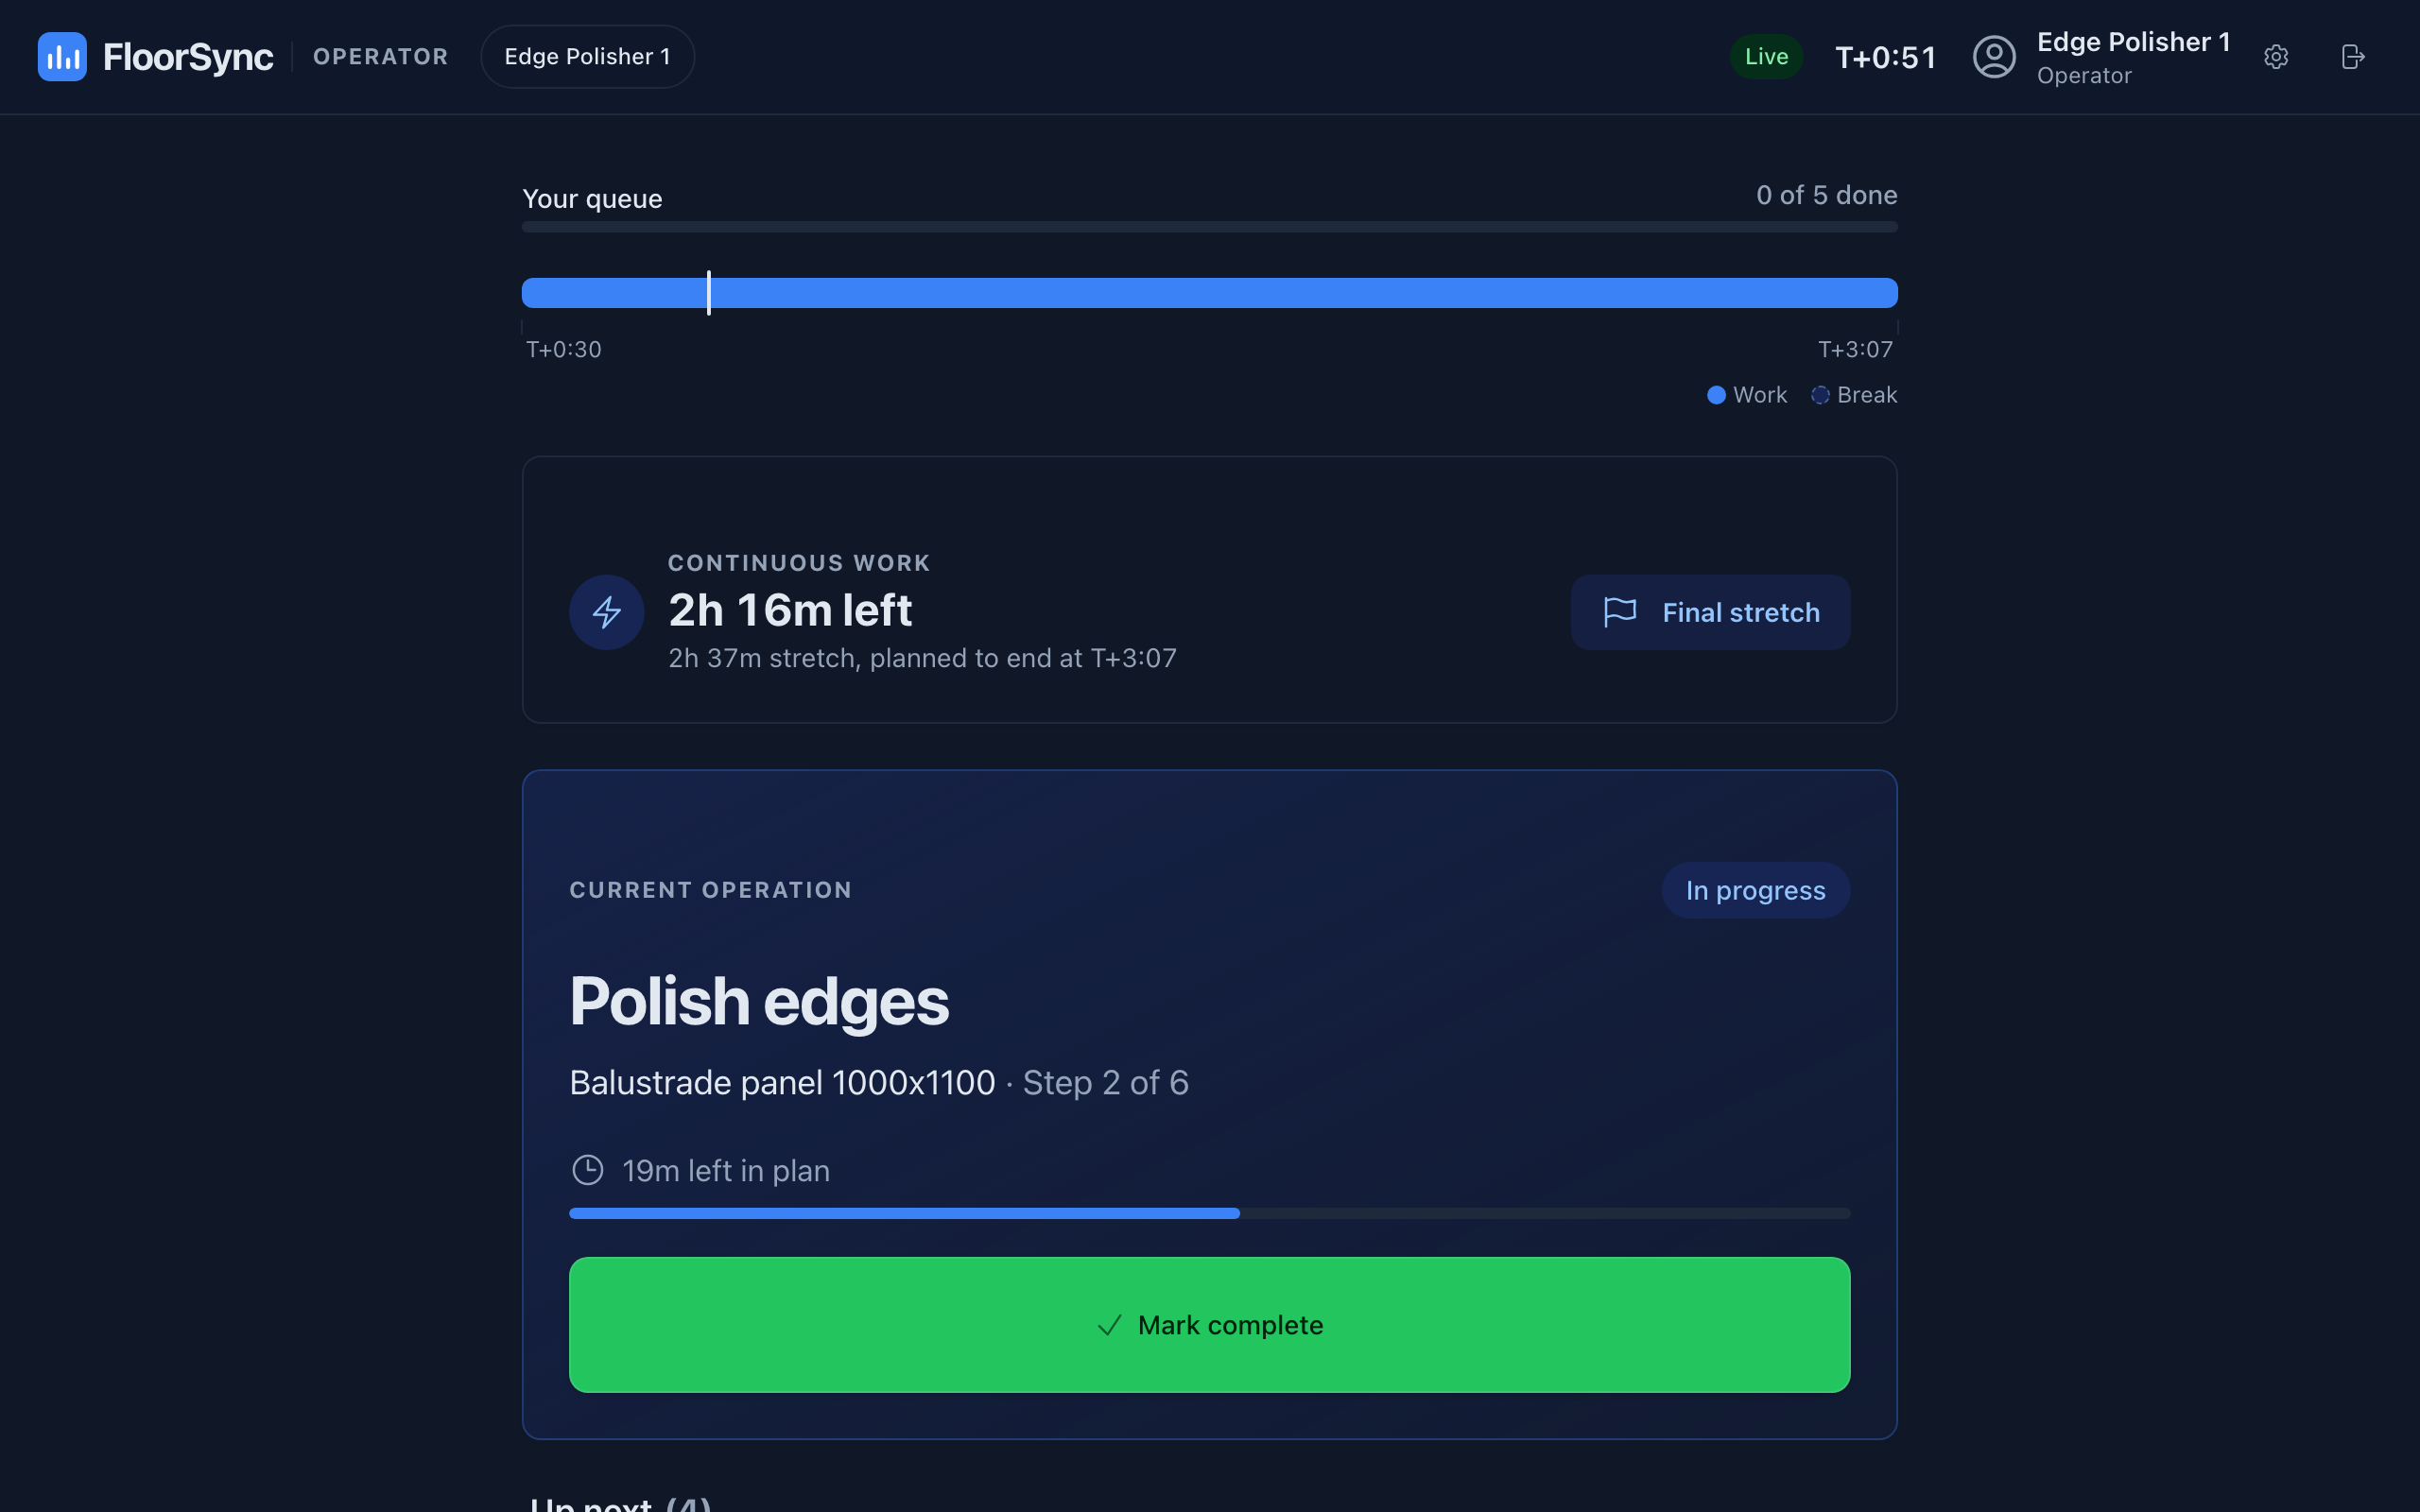 FloorSync
OPERATOR
Edge Polisher 1
Live
T+0:51
Edge Polisher 1
Operator
Your queue
0 of 5 done
T+0:30
T+3:07
Work
Break
CONTINUOUS WORK
2h 16m left
2h 37m stretch, planned to end at T+3:07
Final stretch
CURRENT OPERATION
In progress
Polish edges
Balustrade panel 1000x1100 · Step 2 of 6
19m left in plan
Mark complete
Up next (4)